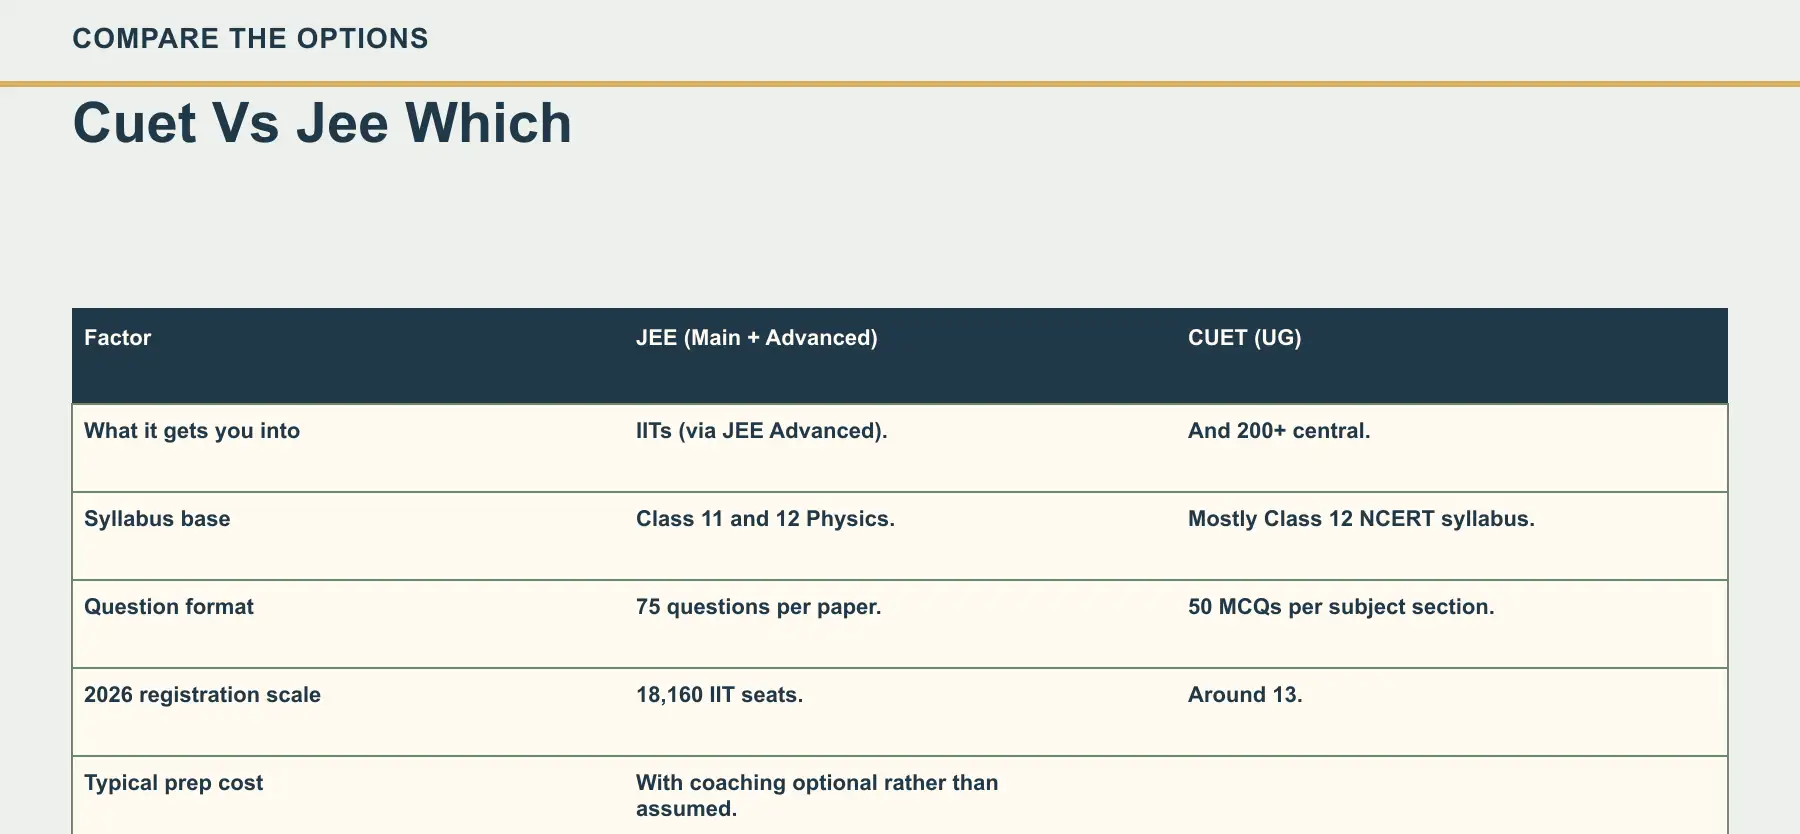 COMPARE THE OPTIONS
Cuet Vs Jee Which
Factor
JEE (Main + Advanced)
CUET (UG)
What it gets you into
IITs (via JEE Advanced).
And 200+ central.
Syllabus base
Class 11 and 12 Physics.
Mostly Class 12 NCERT syllabus.
Question format
75 questions per paper.
50 MCQs per subject section.
2026 registration scale
18,160 IIT seats.
Around 13.
Typical prep cost
With coaching optional rather than
assumed.